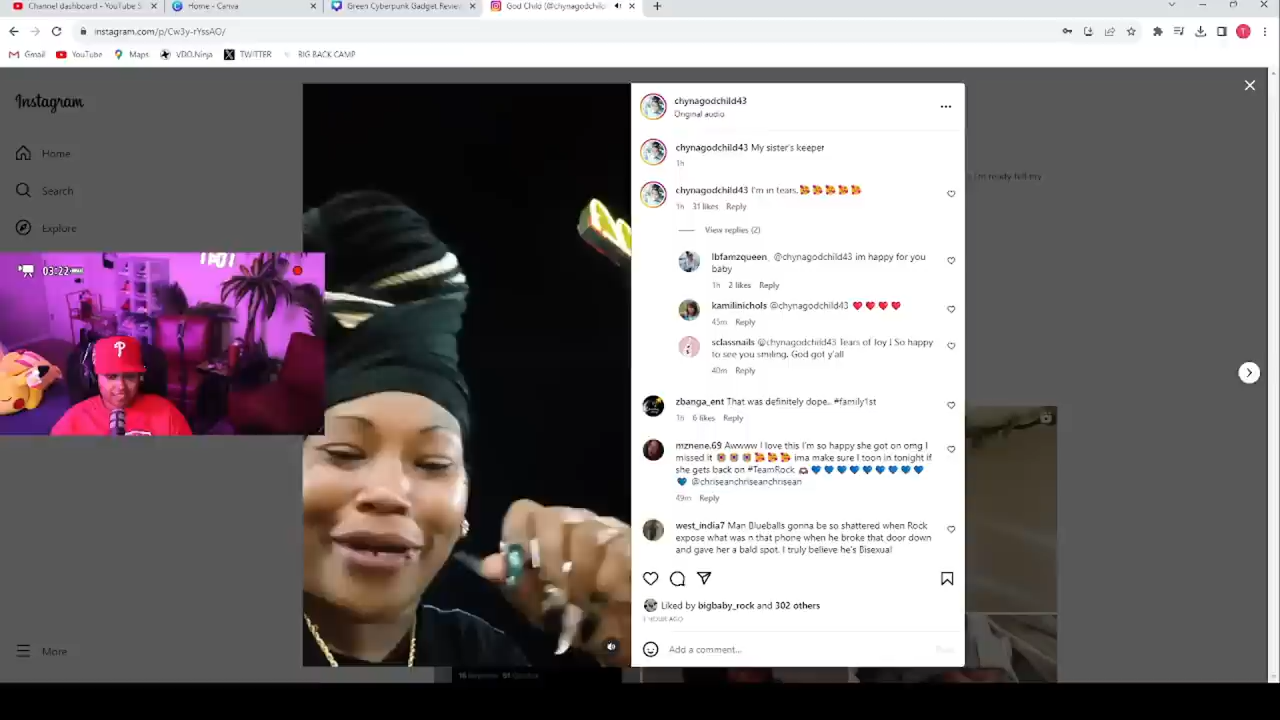 Channel dashboard - YouTube S
Home - Canva
Green Cyberpunk Gadget Review
God Child (@chynagodchild
instagram.com/p/Cw3y-rYssAO/
Gmail
YouTube
Maps
VDO.Ninja
TWITTER
BIG BACK CAMP
Instagram
Home
Search
Explore
More
03:22
chynagodchild43
Original audio
chynagodchild43 My sister's keeper
1h
chynagodchild43 I'm in tears.🥰🥰🥰🥰🥰
1h 31 likes Reply
View replies (2)
lbfamzqueen_ @chynagodchild43 im happy for you
baby
1h 2 likes Reply
kamilinichols @chynagodchild43 ❤️❤️❤️❤️
45m Reply
sclassnails @chynagodchild43 Tears of Joy ! So happy
to see you smiling, God got y'all
40m Reply
zbanga_ent That was definitely dope.. #family1st
1h 6 likes Reply
mznene.69 Awwww I love this I'm so happy she got on omg I
missed it 🥰🥰🥰 ima make sure I toon in tonight if
she gets back on #TeamRock 💙💙💙💙💙💙💙💙💙
💙 @chriseanchriseanchrisean
49m Reply
west_india7 Man Blueballs gonna be so shattered when Rock
expose what was n that phone when he broke that door down
and gave her a bald spot. I truly believe he's Bisexual
Liked by bigbaby_rock and 302 others
1 HOUR AGO
Add a comment...
Post